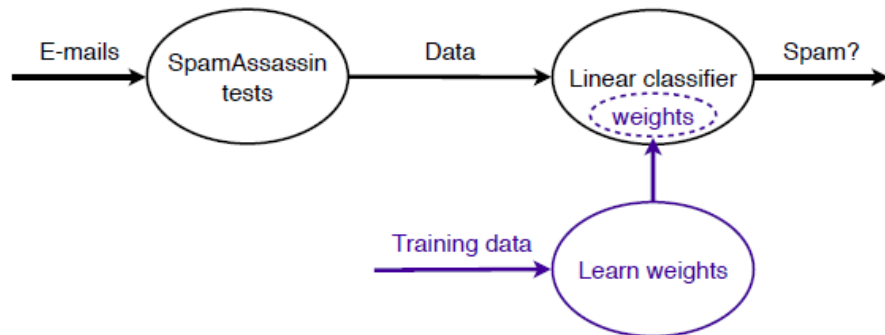 E-mails
SpamAssassin
tests
Data
Linear classifier
weights
Spam?
Training data
Learn weights